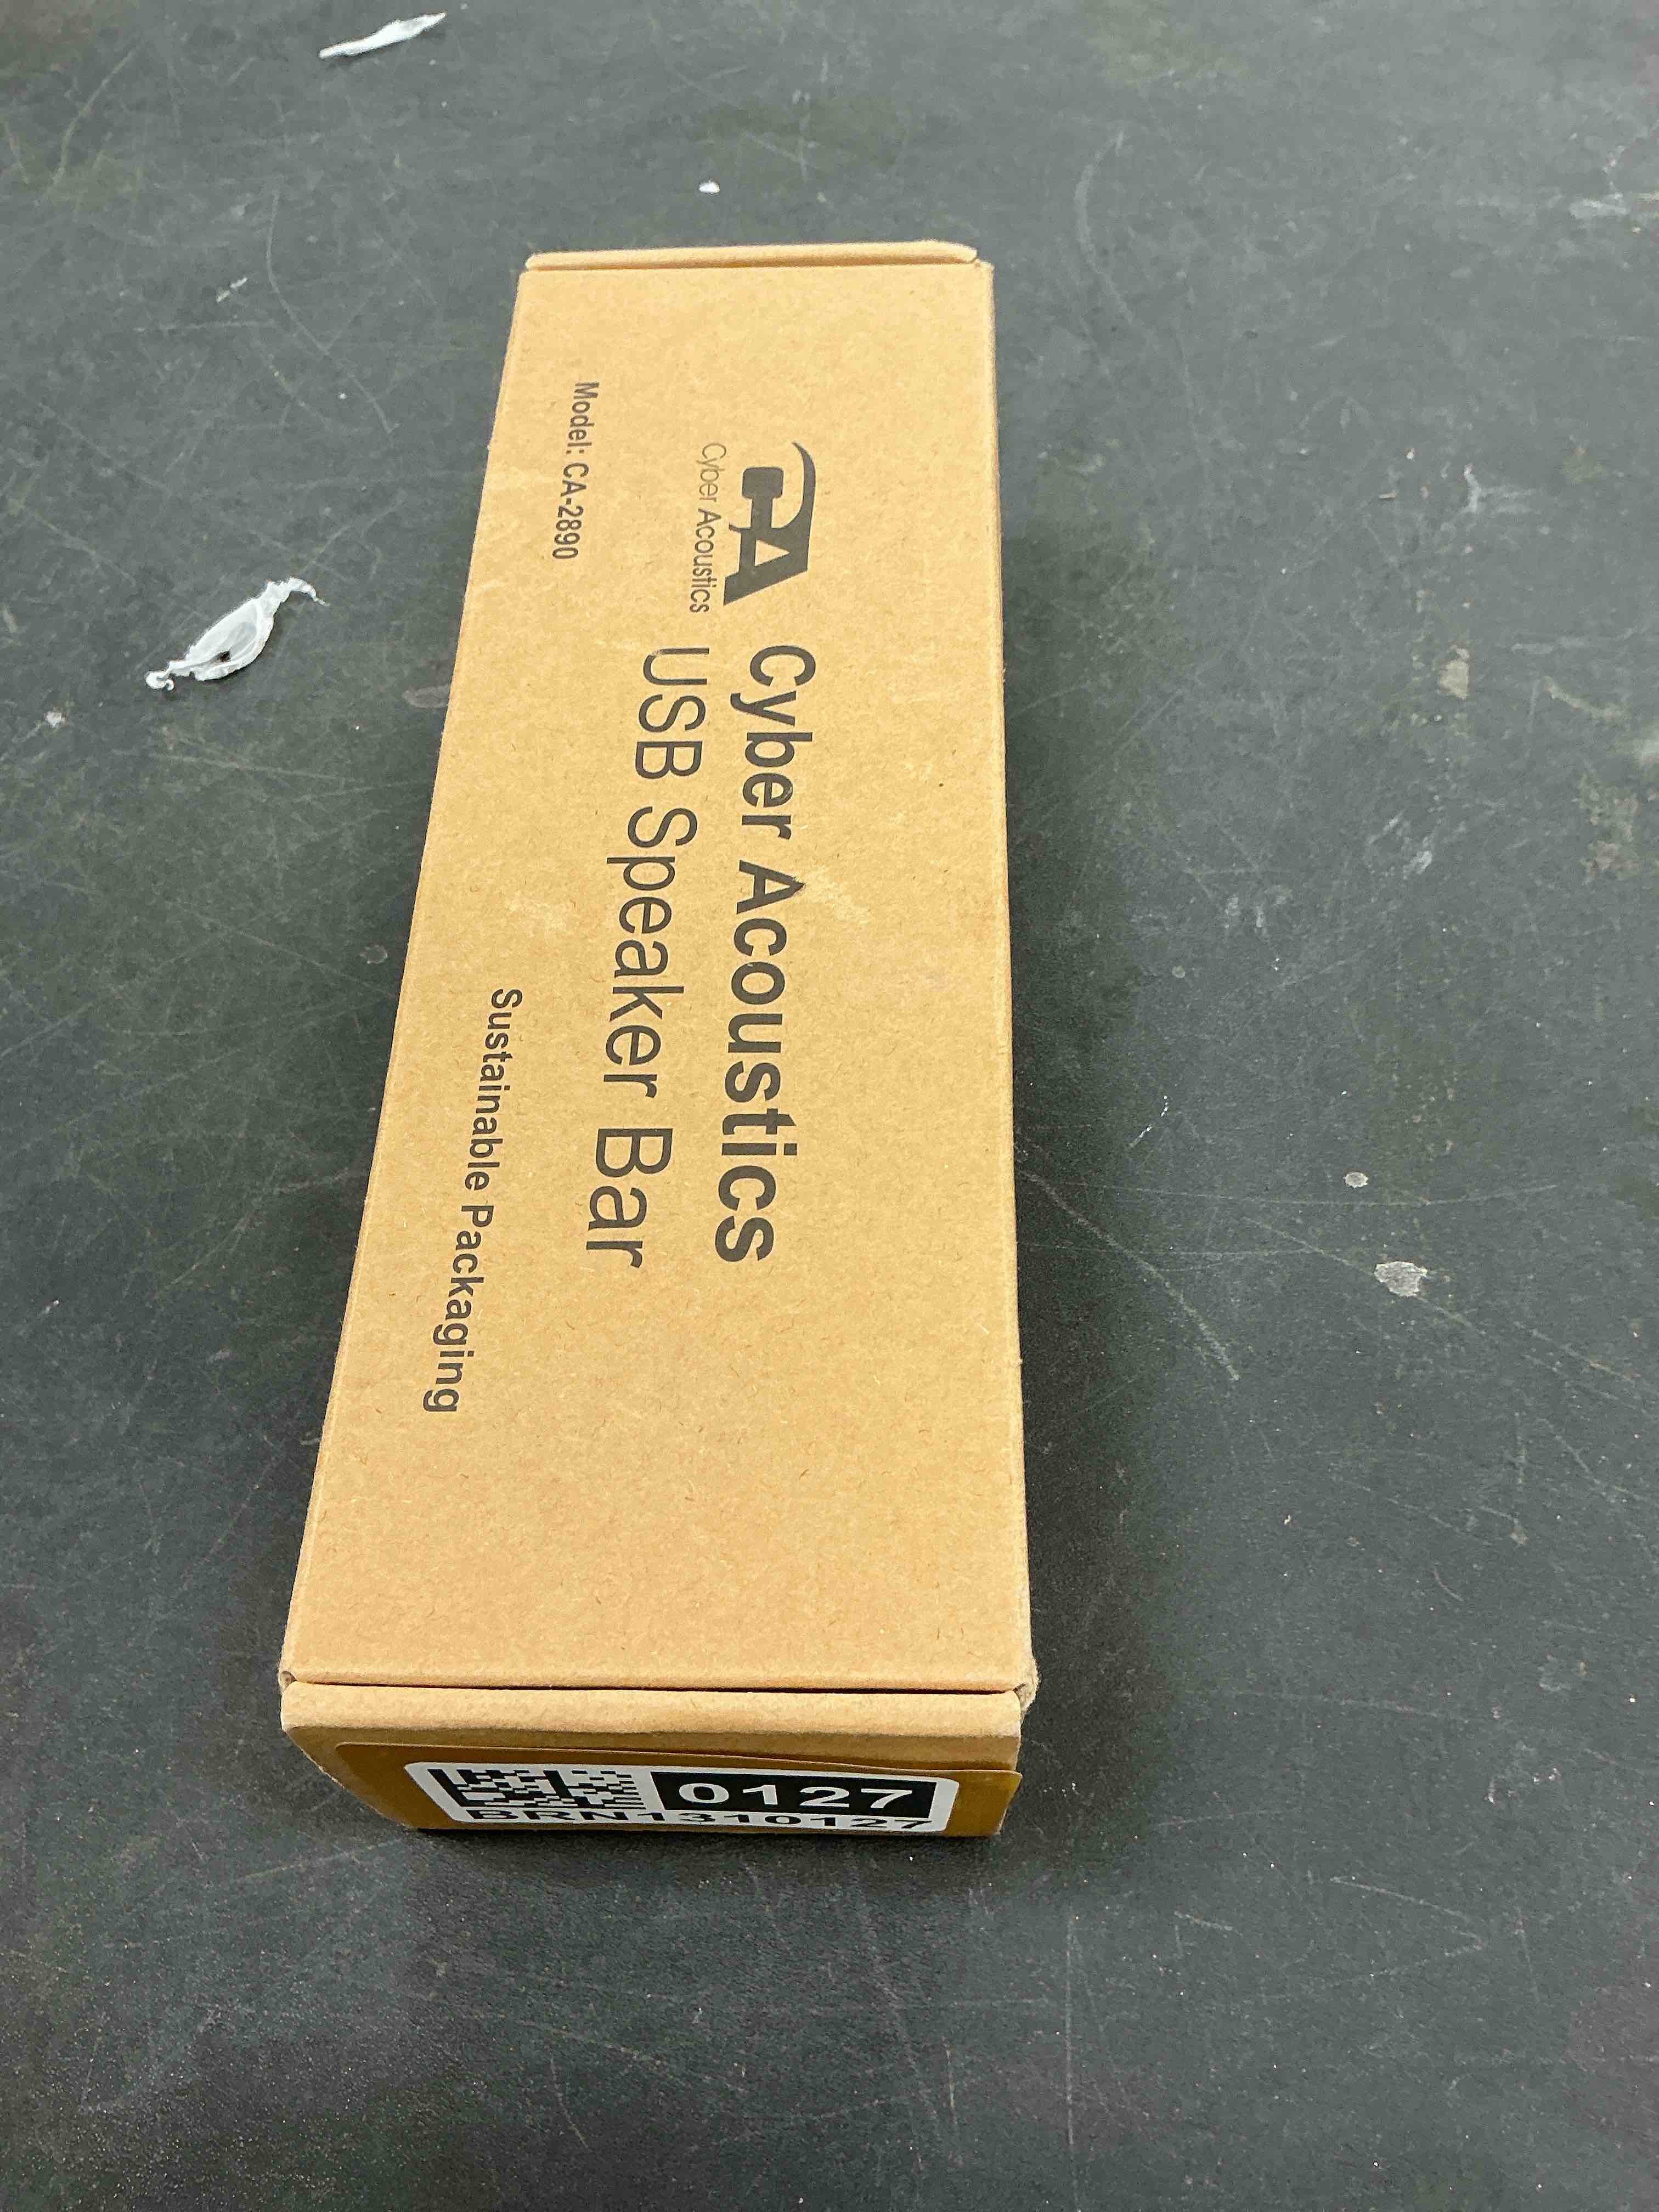 CA
Cyber Acoustics
Cyber Acoustics
USB Speaker Bar
Model: CA-2890
Sustainable Packaging
0127
BRN1310127